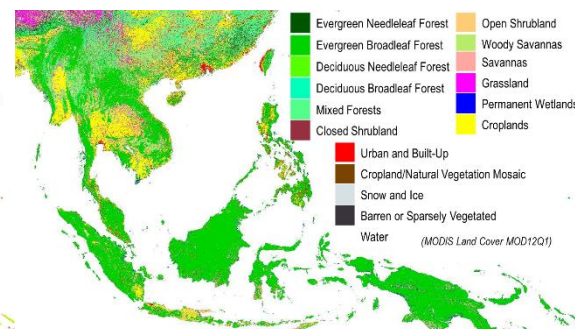 Evergreen Needleleaf Forest
Evergreen Broadleaf Forest
Deciduous Needleleaf Forest
Deciduous Broadleaf Forest
Mixed Forests
Closed Shrubland
Open Shrubland
Woody Savannas
Savannas
Grassland
Permanent Wetlands
Croplands
Urban and Built-Up
Cropland/Natural Vegetation Mosaic
Snow and Ice
Barren or Sparsely Vegetated
Water
(MODiS Land Cover MOD12Q1)